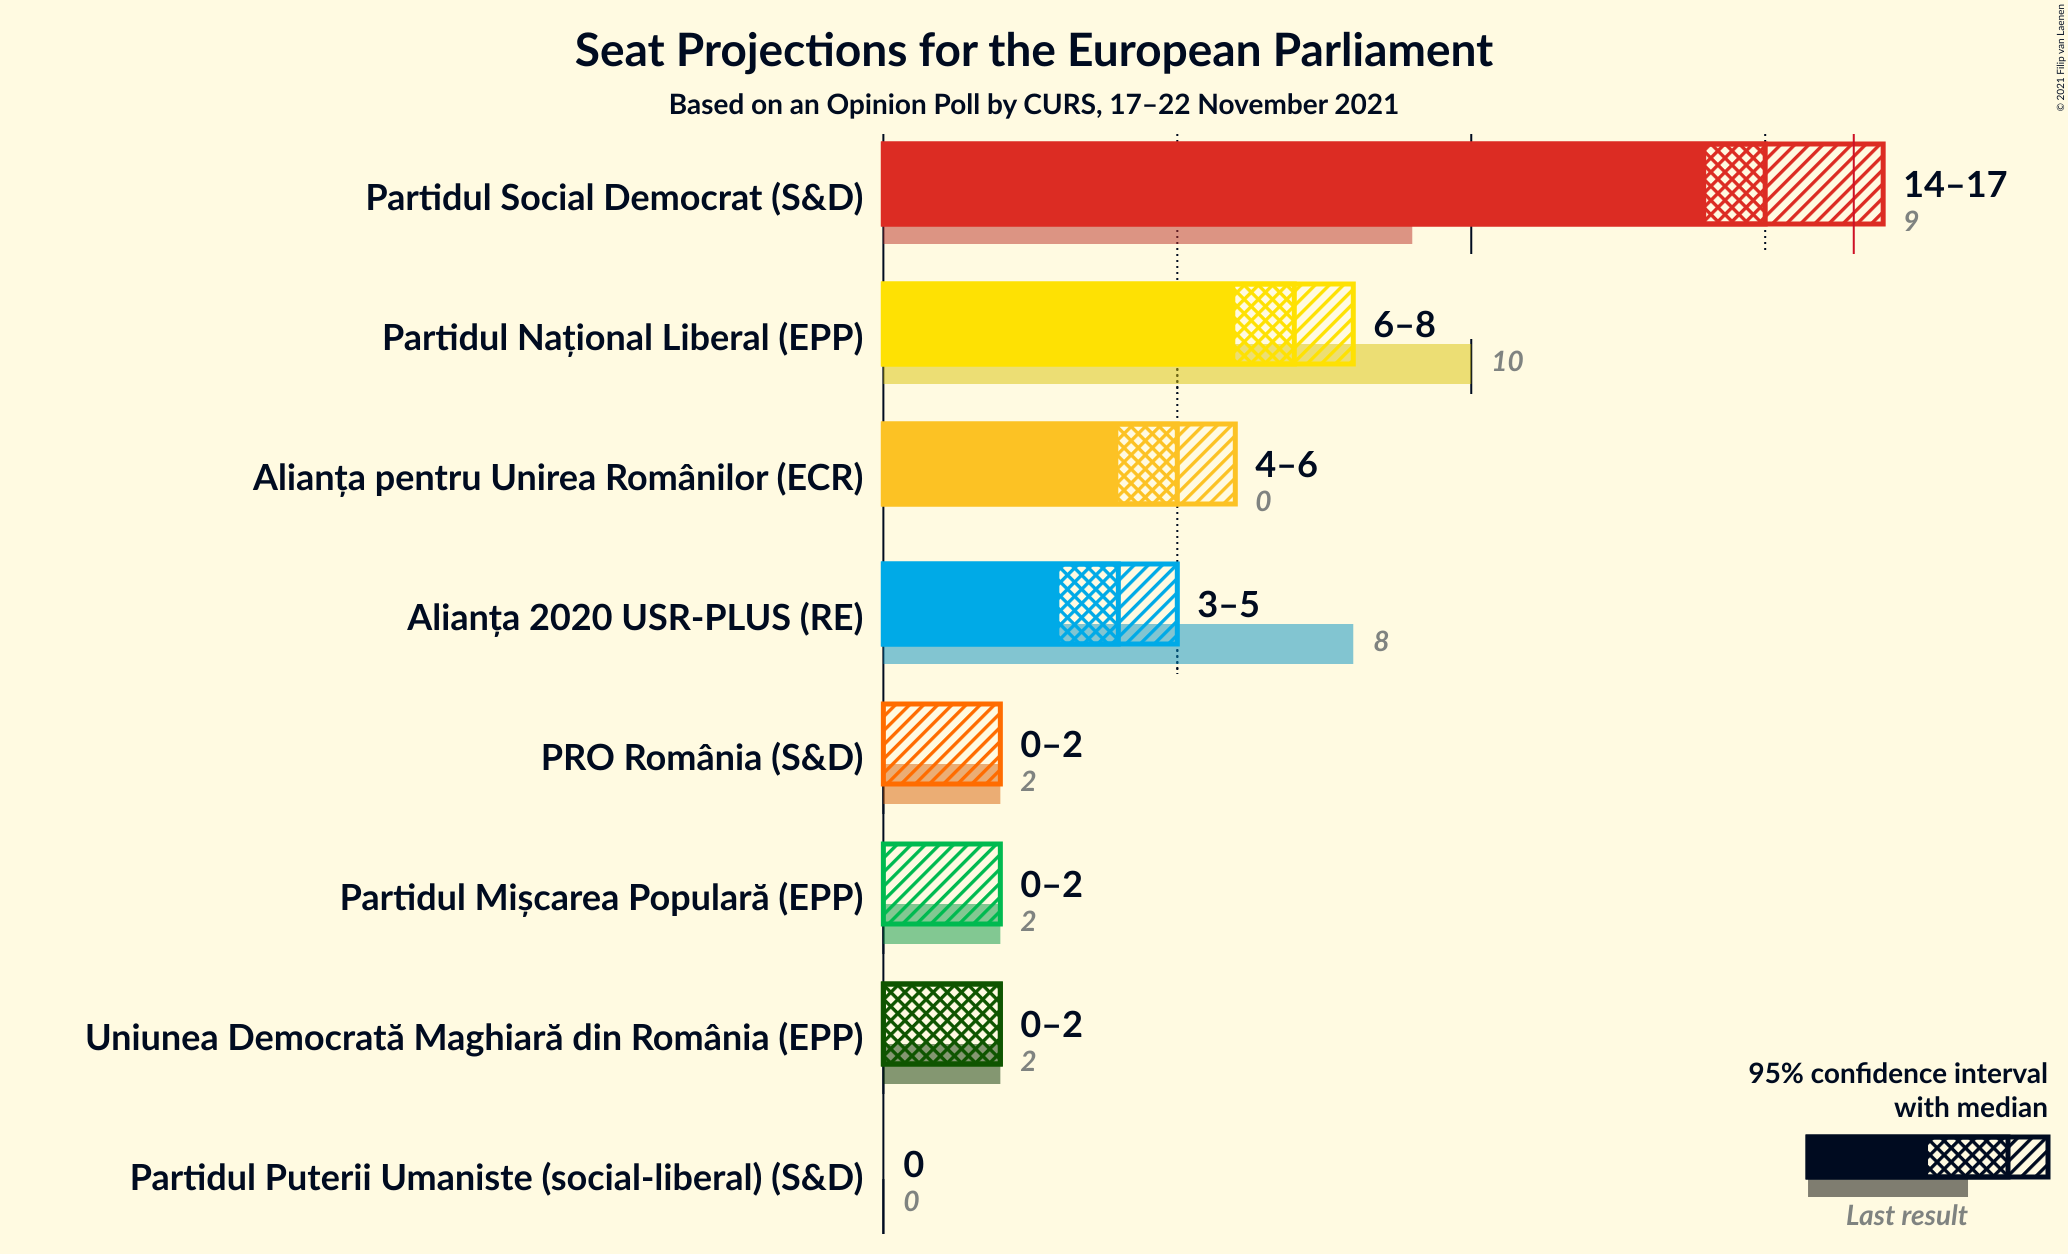 Seat Projections for the European Parliament
Based on an Opinion Poll by CURS, 17–22 November 2021
© 2021 Filip van Laenen
Partidul Social Democrat (S&D)
14–17
9
Partidul Național Liberal (EPP)
6–8
10
Alianța pentru Unirea Românilor (ECR)
4–6
0
Alianța 2020 USR-PLUS (RE)
3–5
8
PRO România (S&D)
0–2
2
Partidul Mișcarea Populară (EPP)
0–2
2
Uniunea Democrată Maghiară din România (EPP)
0–2
2
Partidul Puterii Umaniste (social-liberal) (S&D)
0
0
95% confidence interval
with median
Last result